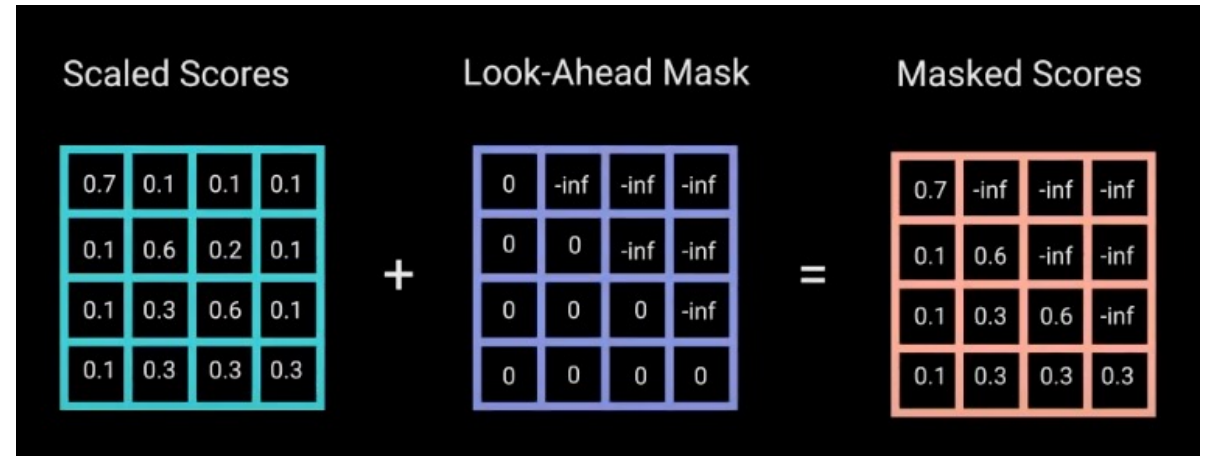 Scaled Scores Look-Ahead Mask Masked Scores
0.7 0.1 0.1 0.1 0 -inf -inf -inf 0.7 -inf -inf -inf
0.1 0.6 0.2 0.1 0 0 -inf -inf 0.1 0.6 -inf -inf
+ =
0.1 0.3 0.6 0.1 0 0 0 -inf 0.1 0.3 0.6 -inf
0.1 0.3 0.3 0.3 0 0 0 0 0.1 0.3 0.3 0.3